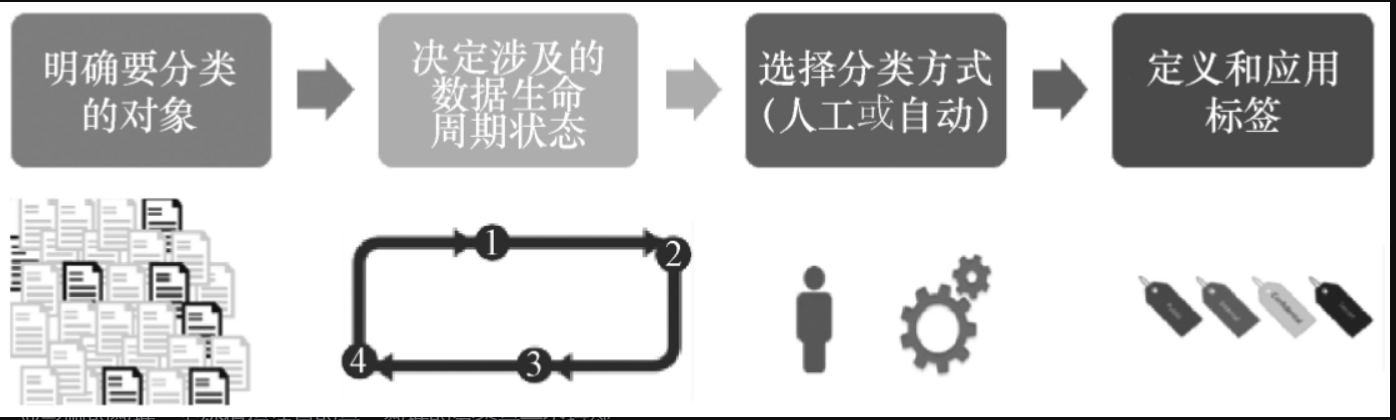 明确要分类
的对象
决定涉及的
数据生命
周期状态
选择分类方式
(人工或自动)
定义和应用
标签
1
2
3
4
Confidential